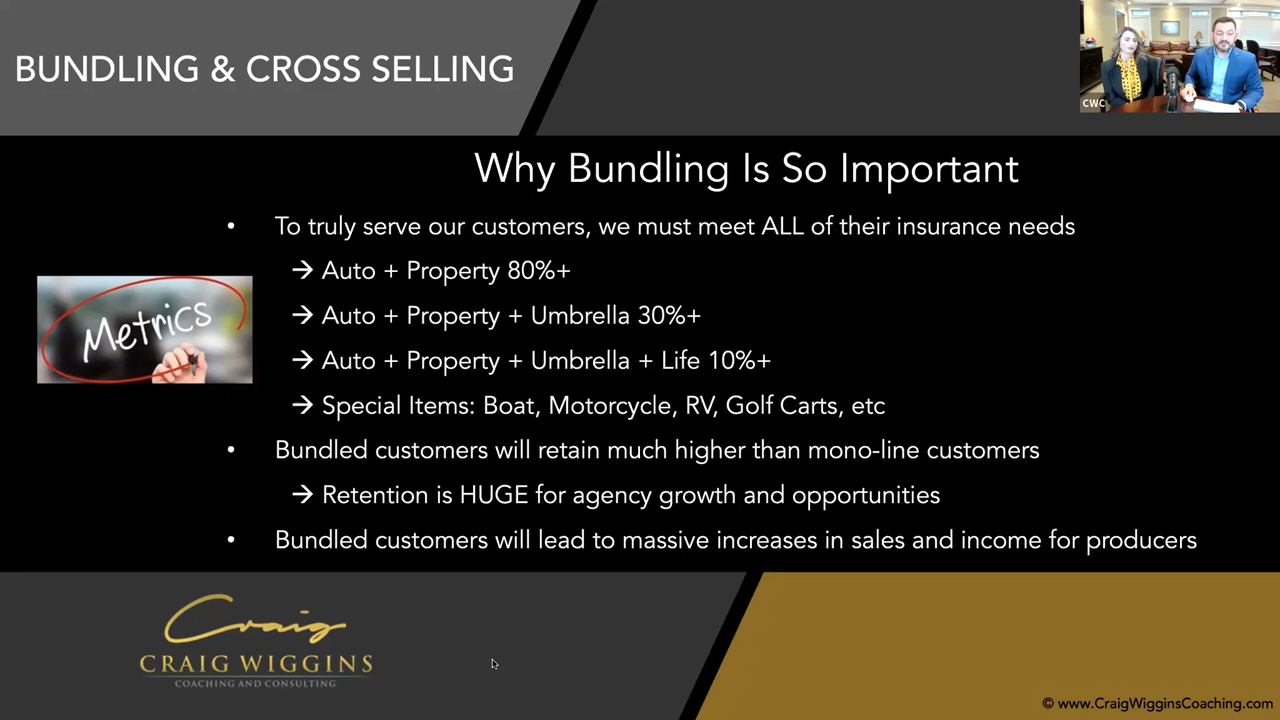 BUNDLING & CROSS SELLING
CWC
Why Bundling Is So Important
• To truly serve our customers, we must meet ALL of their insurance needs
→ Auto + Property 80%+
→ Auto + Property + Umbrella 30%+
→ Auto + Property + Umbrella + Life 10%+
→ Special Items: Boat, Motorcycle, RV, Golf Carts, etc
• Bundled customers will retain much higher than mono-line customers
→ Retention is HUGE for agency growth and opportunities
• Bundled customers will lead to massive increases in sales and income for producers
Metrics
Craig
CRAIG WIGGINS
COACHING AND CONSULTING
© www.CraigWigginsCoaching.com